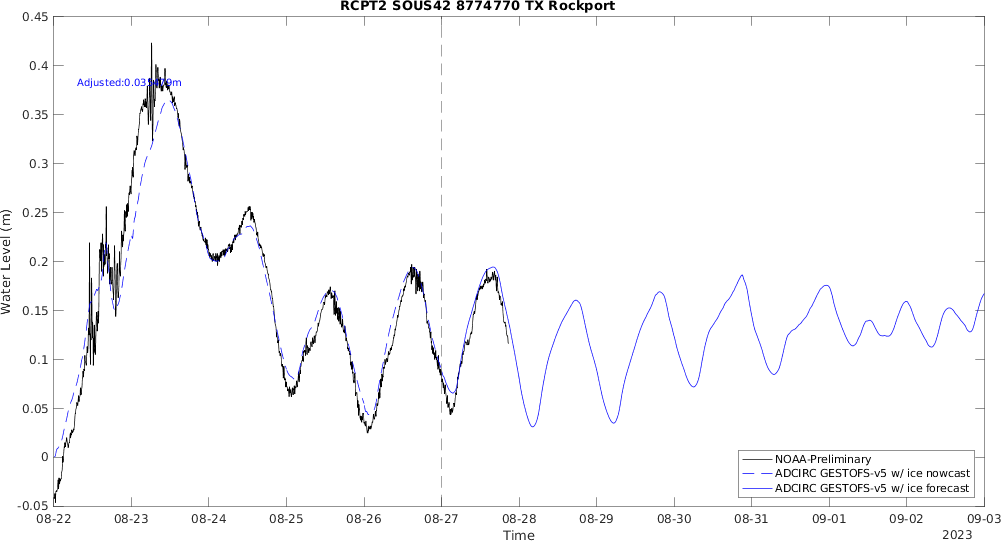 RCPT2 SOUS42 8774770 TX Rockport
0.45
0.4
0.35
0.3
0.25
0.2
0.15
0.1
0.05
0
-0.05
Water Level (m)
NOAA-Preliminary
ADCIRC GESTOFS-v5 w/ ice nowcast
ADCIRC GESTOFS-v5 w/ ice forecast
08-22 08-23 08-24 08-25 08-26 08-27 08-28 08-29 08-30 08-31 09-01 09-02 09-03
Time
2023